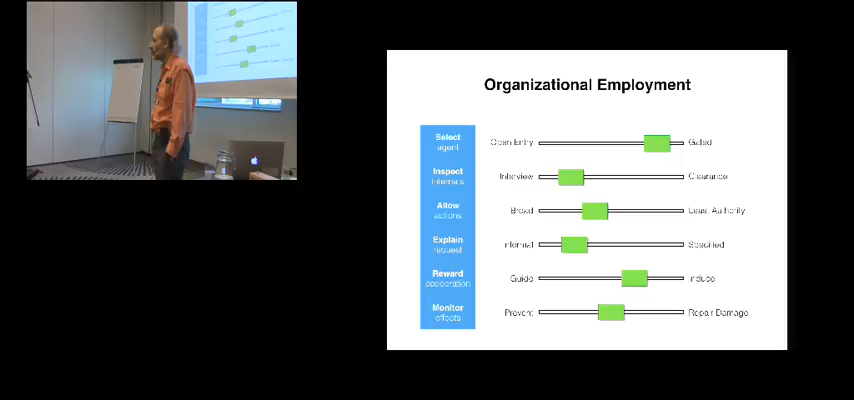 Organizational Employment
Select
agent
Open Entry
Gated
Inspect
internals
Interview
Clearance
Allow
actions
Broad
Least Authority
Explain
request
Informal
Specified
Reward
cooperation
Guide
Induce
Monitor
effects
Prevent
Repair Damage